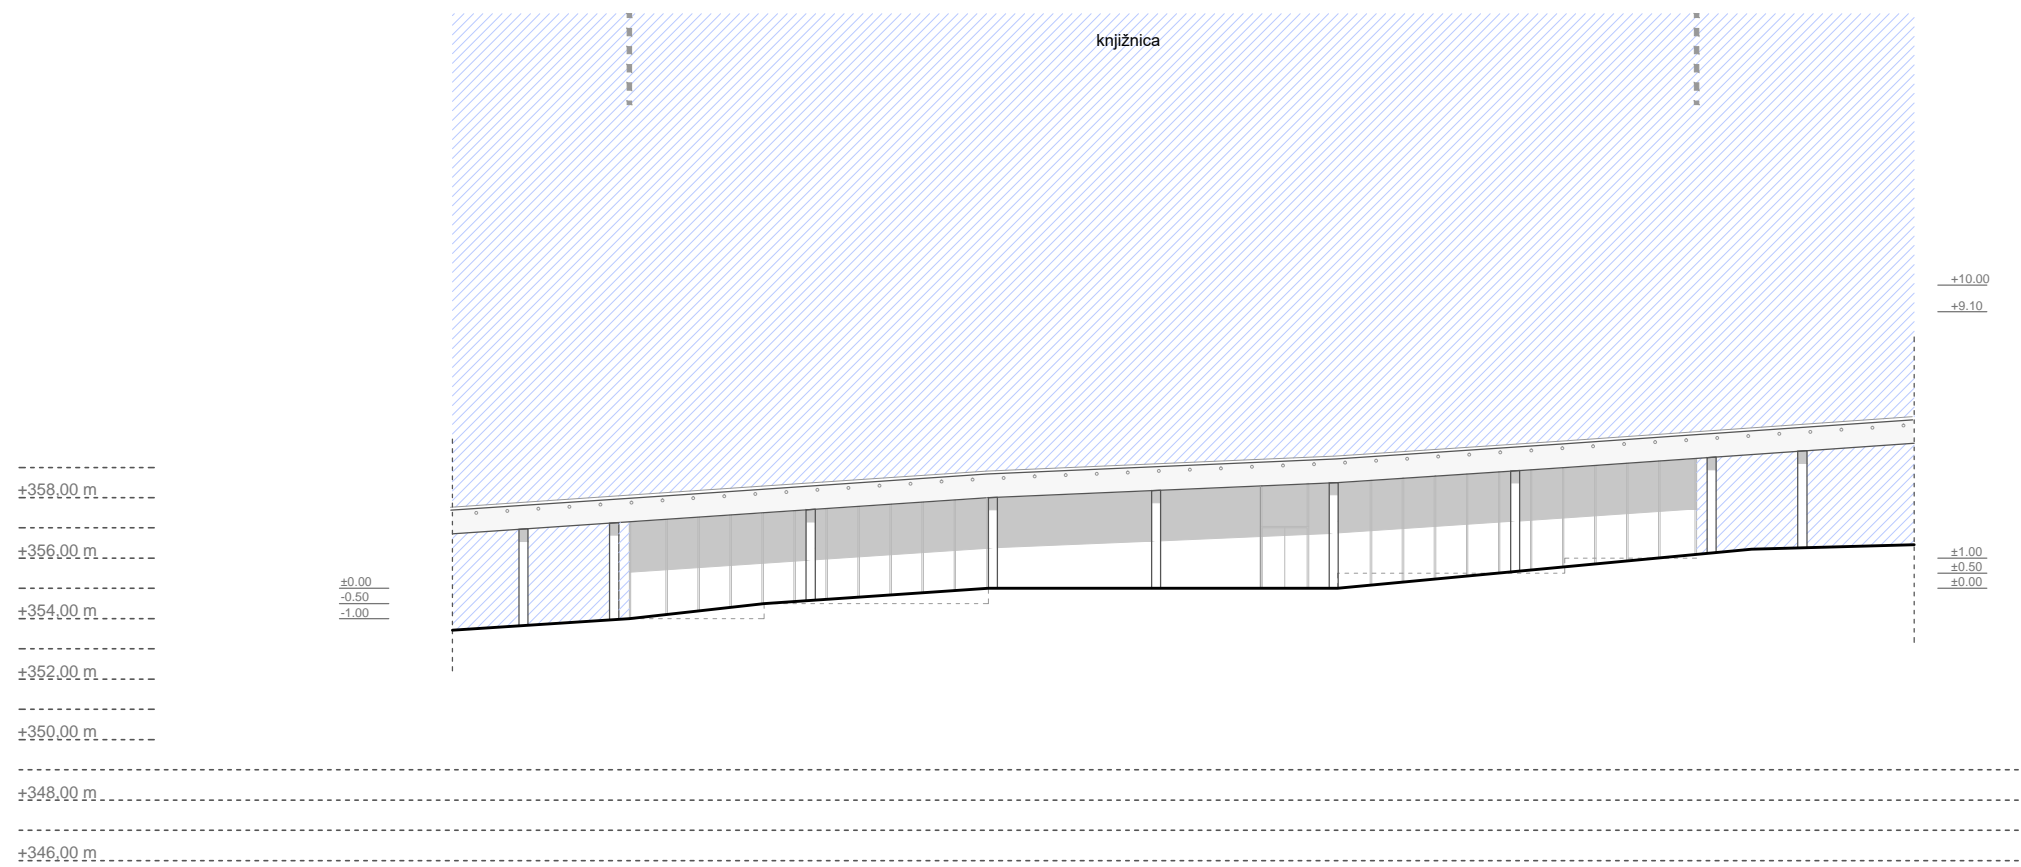 knjižnica
+10.00
+9.10
+358,00 m
+356,00 m
±0.00
-0.50
-1.00
±1.00
±0.50
±0.00
+354,00 m
+352,00 m
+350,00 m
+348,00 m
+346,00 m